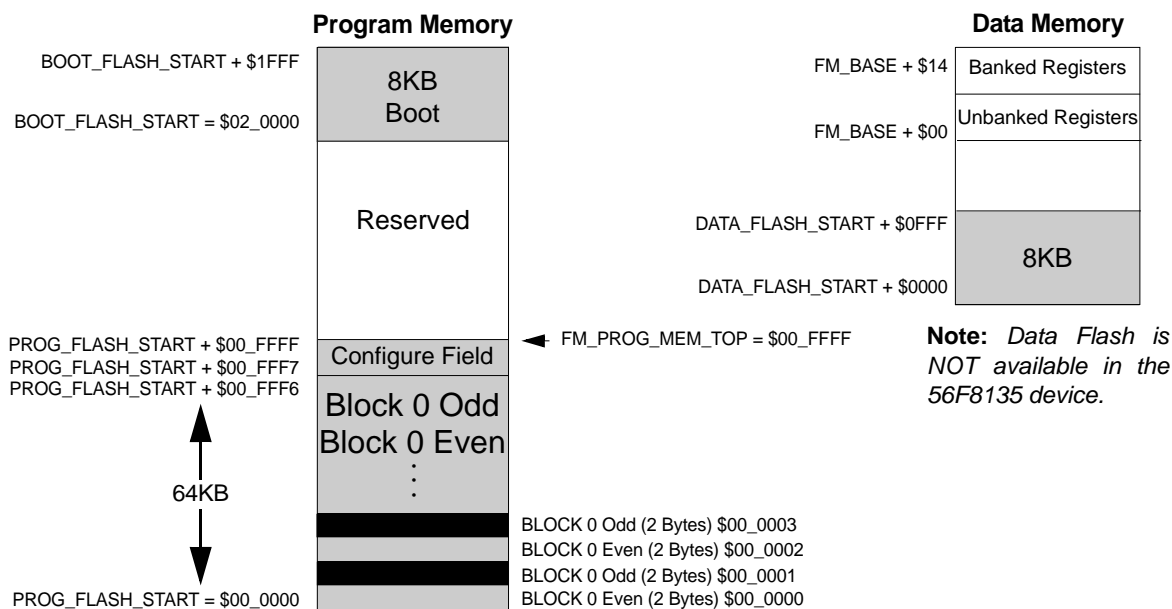 Program Memory
BOOT_FLASH_START + $1FFF
8KB
Boot
BOOT_FLASH_START = $02_0000
Reserved
PROG_FLASH_START + $00_FFFF
FM_PROG_MEM_TOP = $00_FFFF
Configure Field
PROG_FLASH_START + $00_FFF7
PROG_FLASH_START + $00_FFF6
Block 0 Odd
Block 0 Even
64KB
BLOCK 0 Odd (2 Bytes) $00_0003
BLOCK 0 Even (2 Bytes) $00_0002
BLOCK 0 Odd (2 Bytes) $00_0001
PROG_FLASH_START = $00_0000
BLOCK 0 Even (2 Bytes) $00_0000
Data Memory
FM_BASE + $14
Banked Registers
Unbanked Registers
FM_BASE + $00
DATA_FLASH_START + $0FFF
8KB
DATA_FLASH_START + $0000
Note: Data Flash is
NOT available in the
56F8135 device.